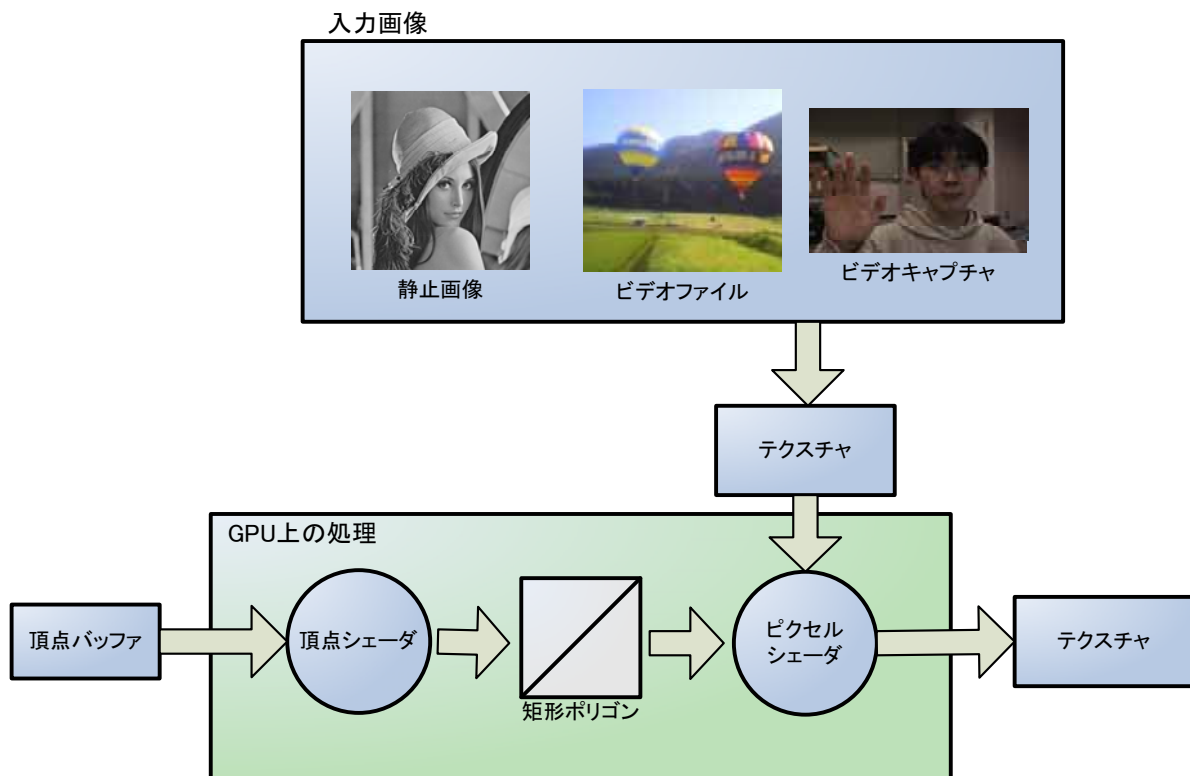 入力画像
静止画像
ビデオファイル
ビデオキャプチャ
テクスチャ
GPU上の処理
頂点バッファ
頂点シェーダ
矩形ポリゴン
ピクセル
シェーダ
テクスチャ